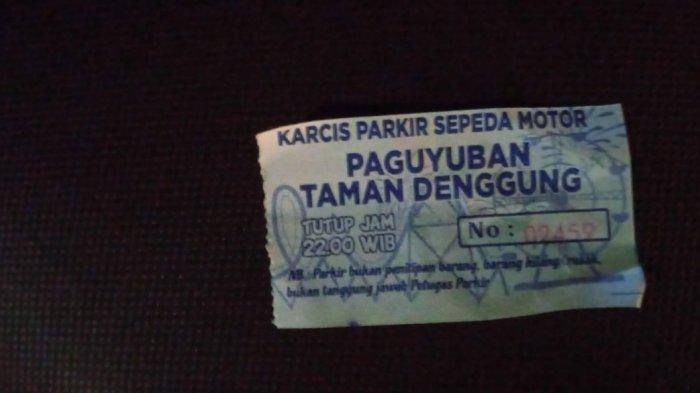 KARCIS PARKIR SEPEDA MOTOR
PAGUYUBAN
TAMAN DENGGUNG
TUTUP JAM
22.00 WIB
No : 02459
NB : Parkir bukan penitipan barang, barang hilang, rusak
bukan tanggung jawab Petugas Parkir